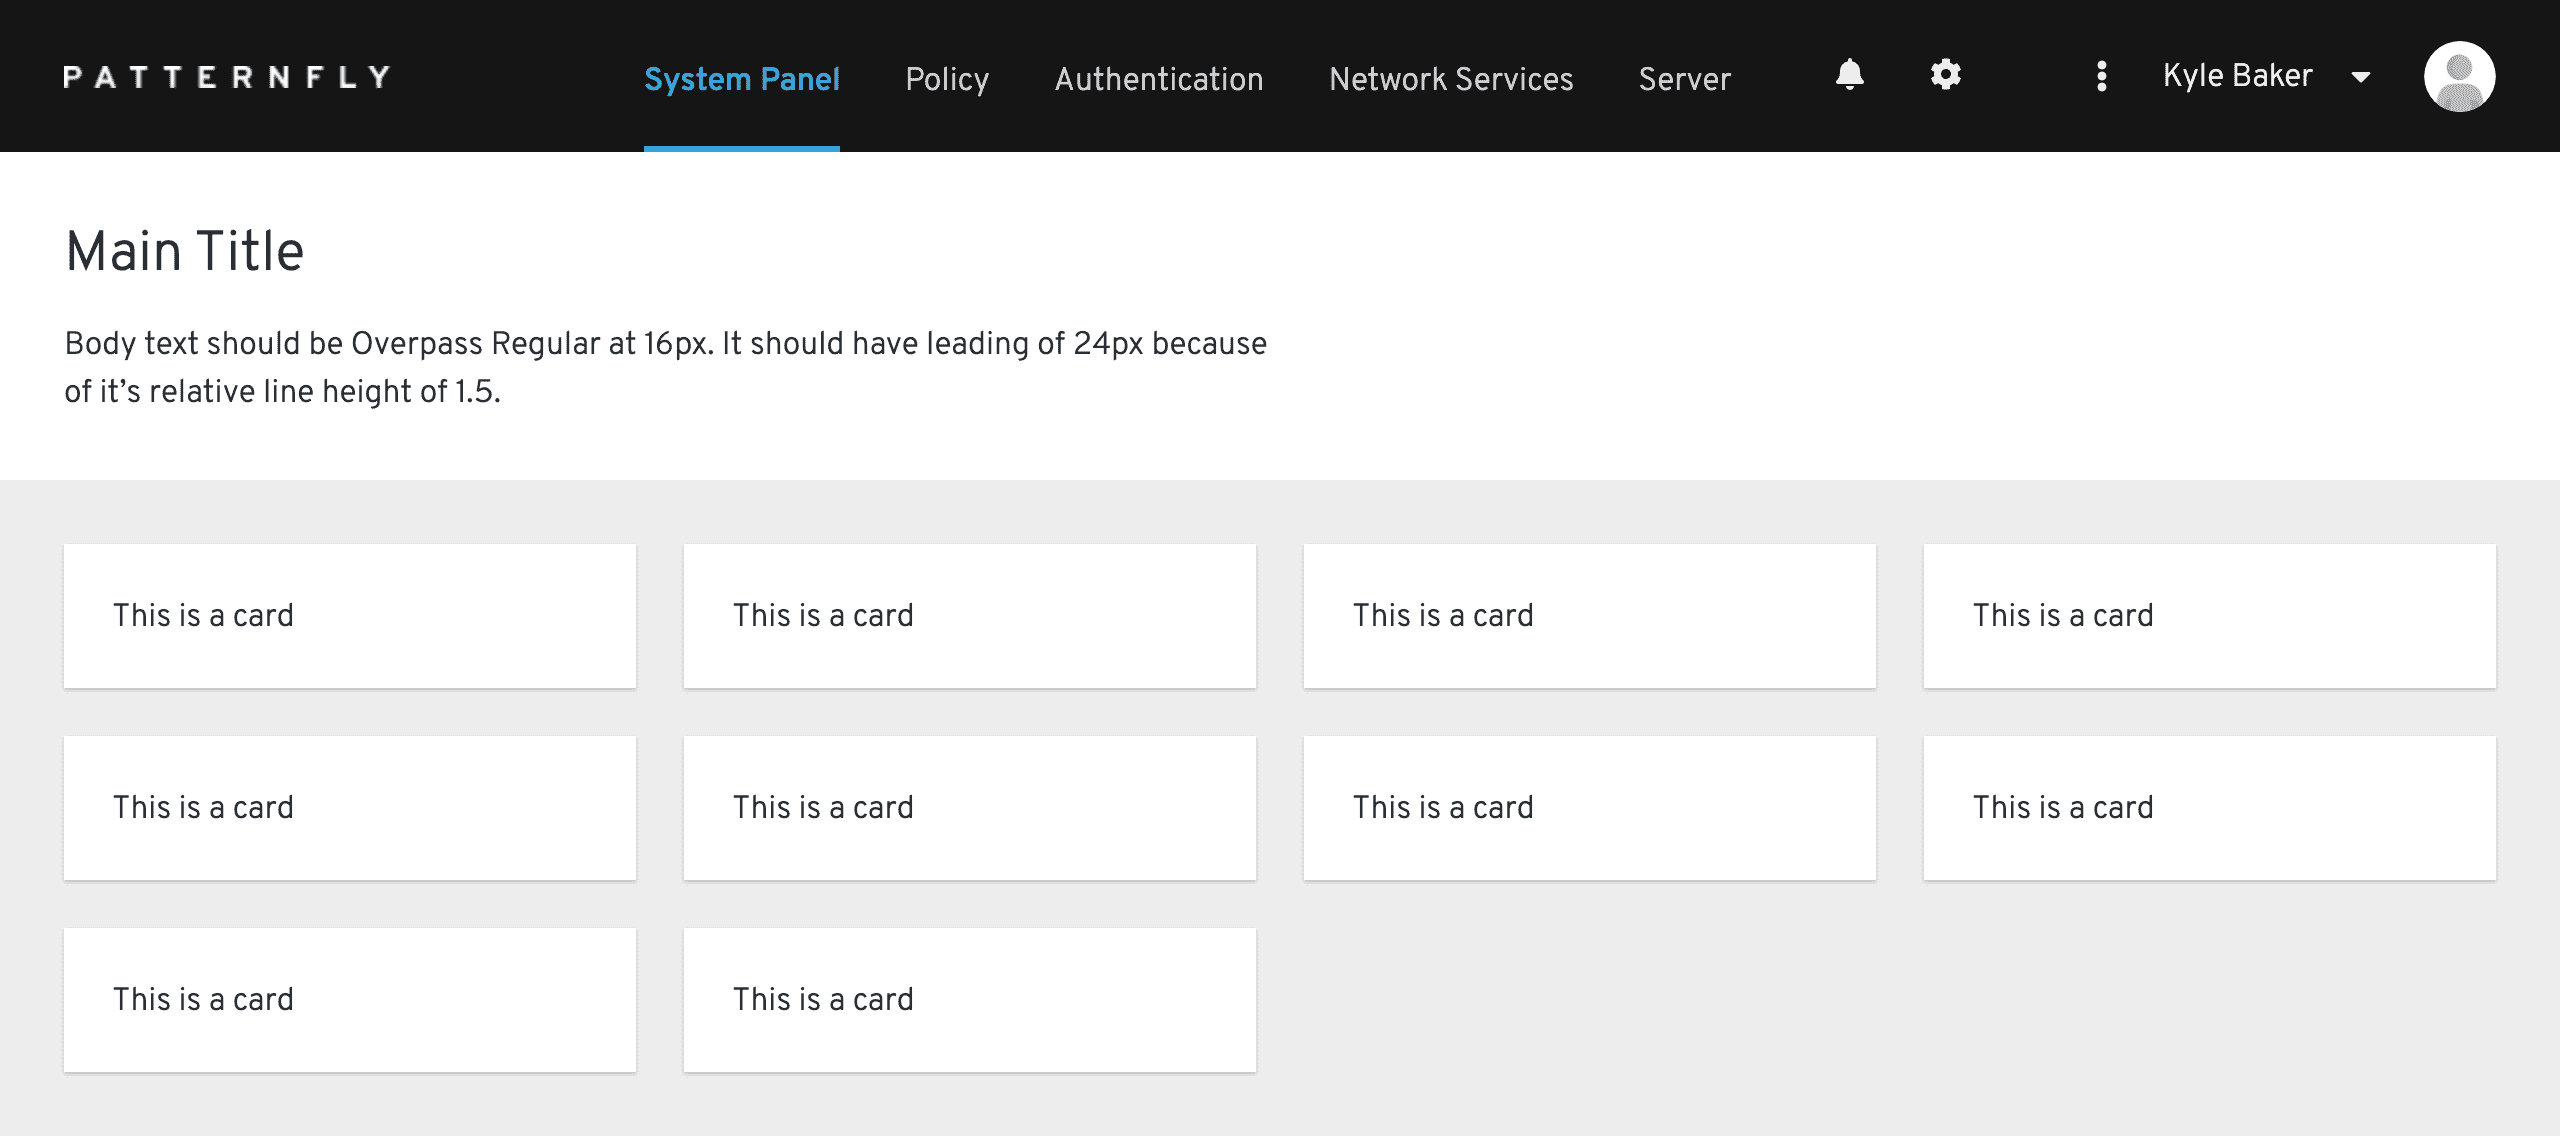 PATTERNFLY System Panel Policy Authentication Network Services Server Kyle Baker
Main Title
Body text should be Overpass Regular at 16px. It should have leading of 24px because
of it’s relative line height of 1.5.
This is a card This is a card This is a card This is a card
This is a card This is a card This is a card This is a card
This is a card This is a card